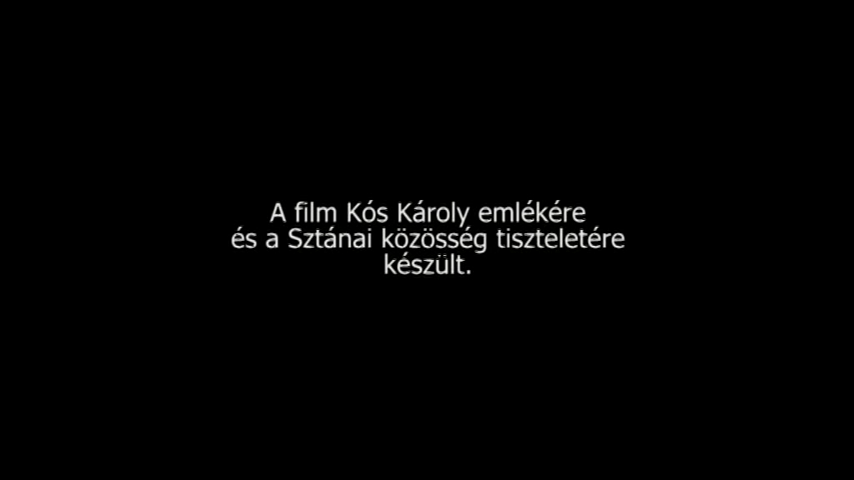 A film Kós Károly emlékére
és a Sztánai közösség tiszteletére
készült.